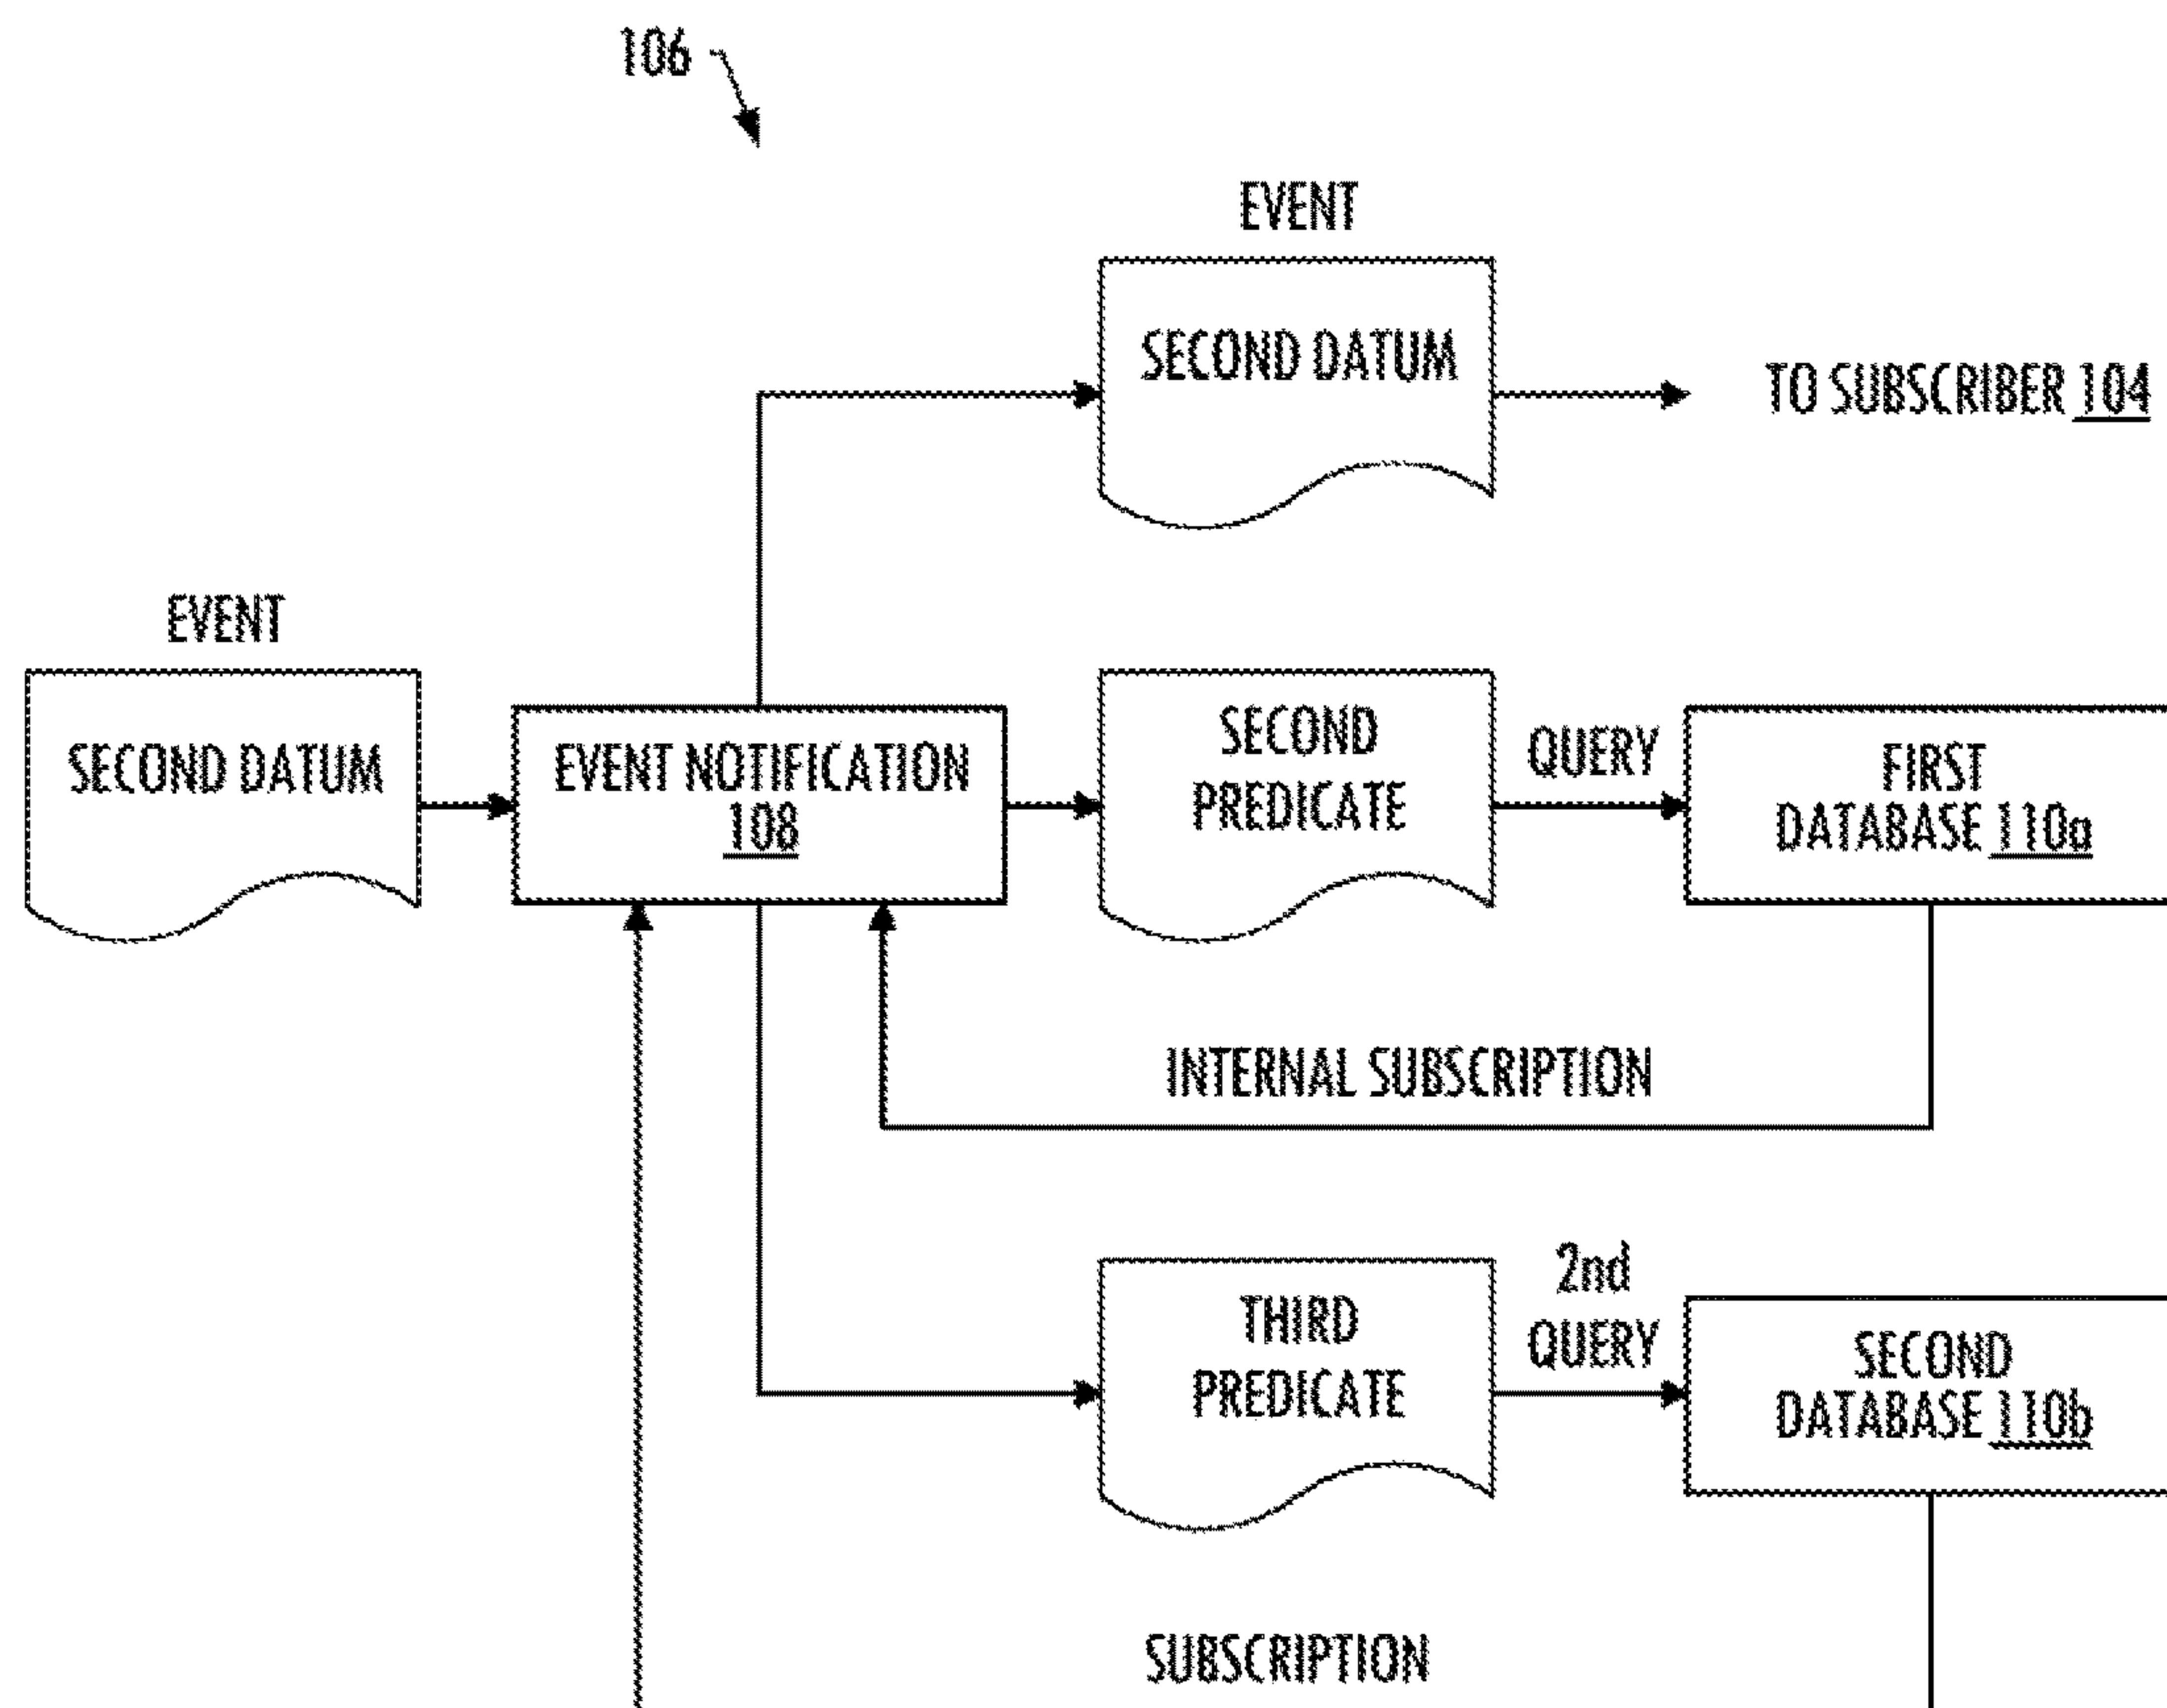 106
EVENT
SECOND DATUM
TO SUBSCRIBER 104
EVENT
SECOND DATUM
EVENT NOTIFICATION
108
SECOND
PREDICATE
QUERY
FIRST
DATABASE 110a
INTERNAL SUBSCRIPTION
THIRD
PREDICATE
2nd
QUERY
SECOND
DATABASE 110b
SUBSCRIPTION